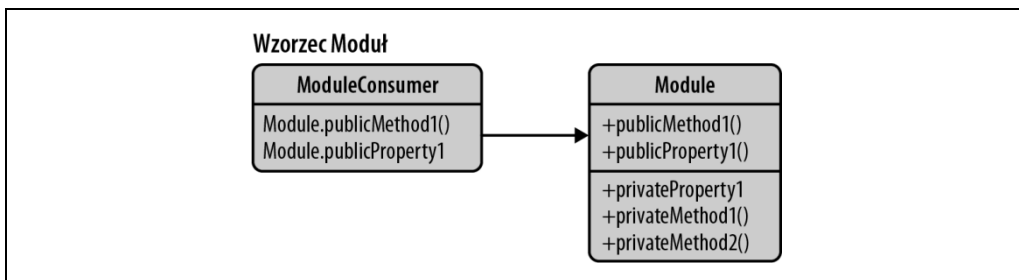 Wzorzec Moduł
ModuleConsumer
Module.publicMethod1()
Module.publicProperty1
Module
+publicMethod1()
+publicProperty1()
+privateProperty1
+privateMethod1()
+privateMethod2()